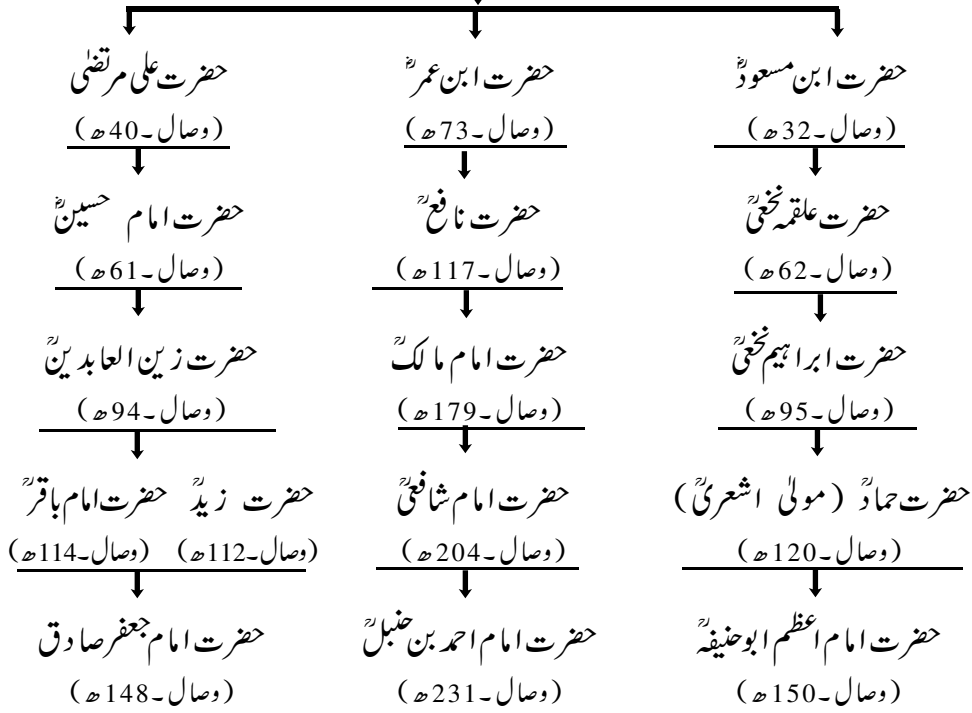 حضرت ابن مسعودؓ
(وصال۔32ھ)
حضرت علقمہ نخعیؒ
(وصال۔62ھ)
حضرت ابراہیم نخعیؒ
(وصال۔95ھ)
حضرت حمادؒ (مولیٰ اشعریؒ)
(وصال۔120ھ)
حضرت امام اعظم ابوحنیفہؒ
(وصال۔150ھ)
حضرت ابن عمرؓ
(وصال۔73ھ)
حضرت نافعؒ
(وصال۔117ھ)
حضرت امام مالکؒ
(وصال۔179ھ)
حضرت امام شافعیؒ
(وصال۔204ھ)
حضرت امام احمد بن حنبلؒ
(وصال۔231ھ)
حضرت علی مرتضٰی
(وصال۔40ھ)
حضرت امام حسینؓ
(وصال۔61ھ)
حضرت زین العابدینؒ
(وصال۔94ھ)
حضرت زیدؒ حضرت امام باقرؒ
(وصال۔112ھ) (وصال۔114ھ)
حضرت امام جعفر صادق
(وصال۔148ھ)